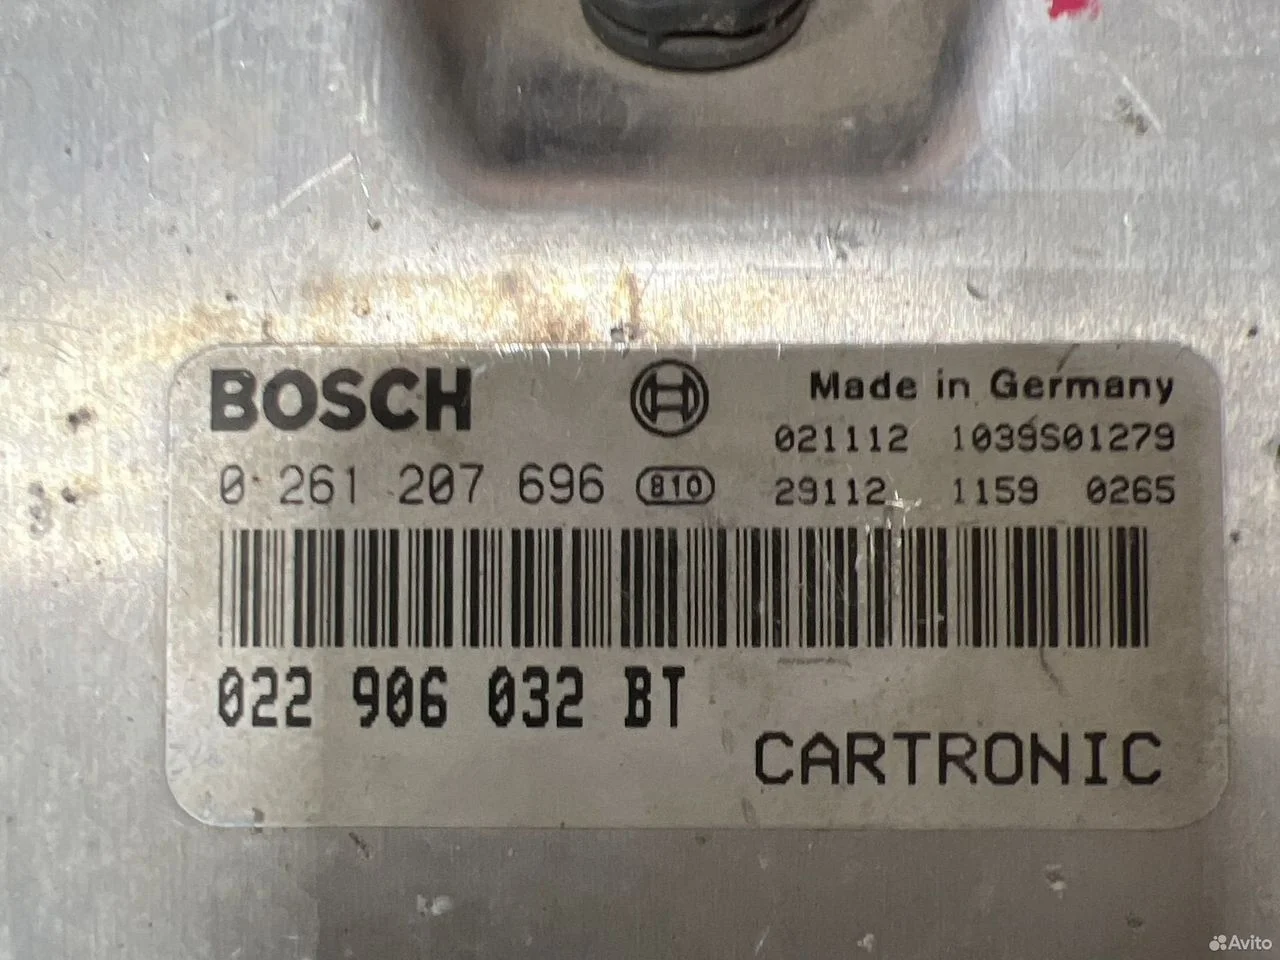 BOSCH
Made in Germany
021112 1039S01279
0 261 207 696 810
29112 1159 0265
022 906 032 BT
CARTRONIC
Avito